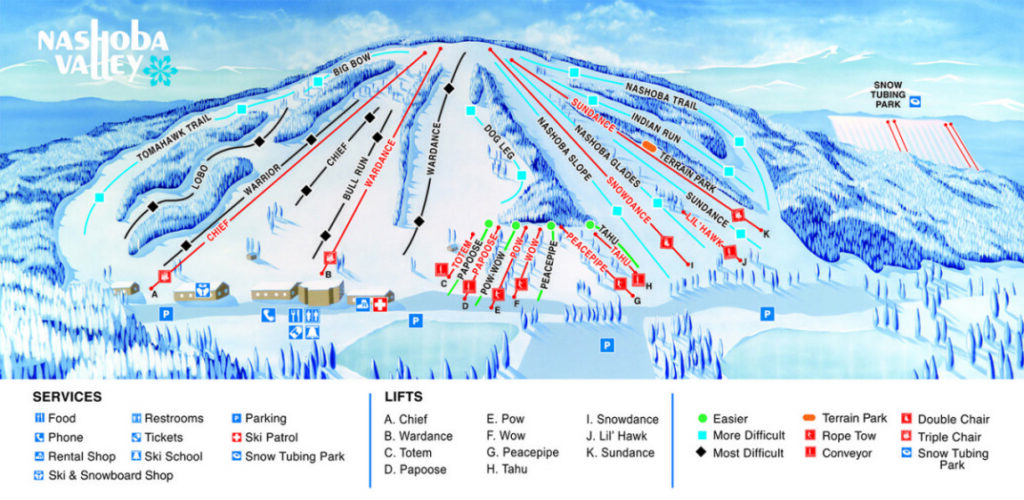 NASHOBA
VALLEY
SNOW
TUBING
PARK
BIG BOW
TOMAHAWK TRAIL
LOBO
WARRIOR
CHIEF
CHIEF
BULL RUN
WARDANCE
WARDANCE
DOG LEG
NASHOBA SLOPE
SNOWDANCE
NASHOBA GLADES
SUNDANCE
TERRAIN PARK
SUNDANCE
INDIAN RUN
NASHOBA TRAIL
LIL' HAWK
TOTEM
PAPOOSE
PAPOOSE
POW-WOW
POW
WOW
PEACEPIPE
PEACEPIPE
TAHU
TAHU
A
B
C
D
E
F
G
H
I
J
K
P
P
P
P
SERVICES
Food
Phone
Rental Shop
Ski & Snowboard Shop
Restrooms
Tickets
Ski School
P Parking
Ski Patrol
Snow Tubing Park
LIFTS
A. Chief
B. Wardance
C. Totem
D. Papoose
E. Pow
F. Wow
G. Peacepipe
H. Tahu
I. Snowdance
J. Lil' Hawk
K. Sundance
Easier
More Difficult
Most Difficult
Terrain Park
Rope Tow
Conveyor
Double Chair
Triple Chair
Snow Tubing
Park